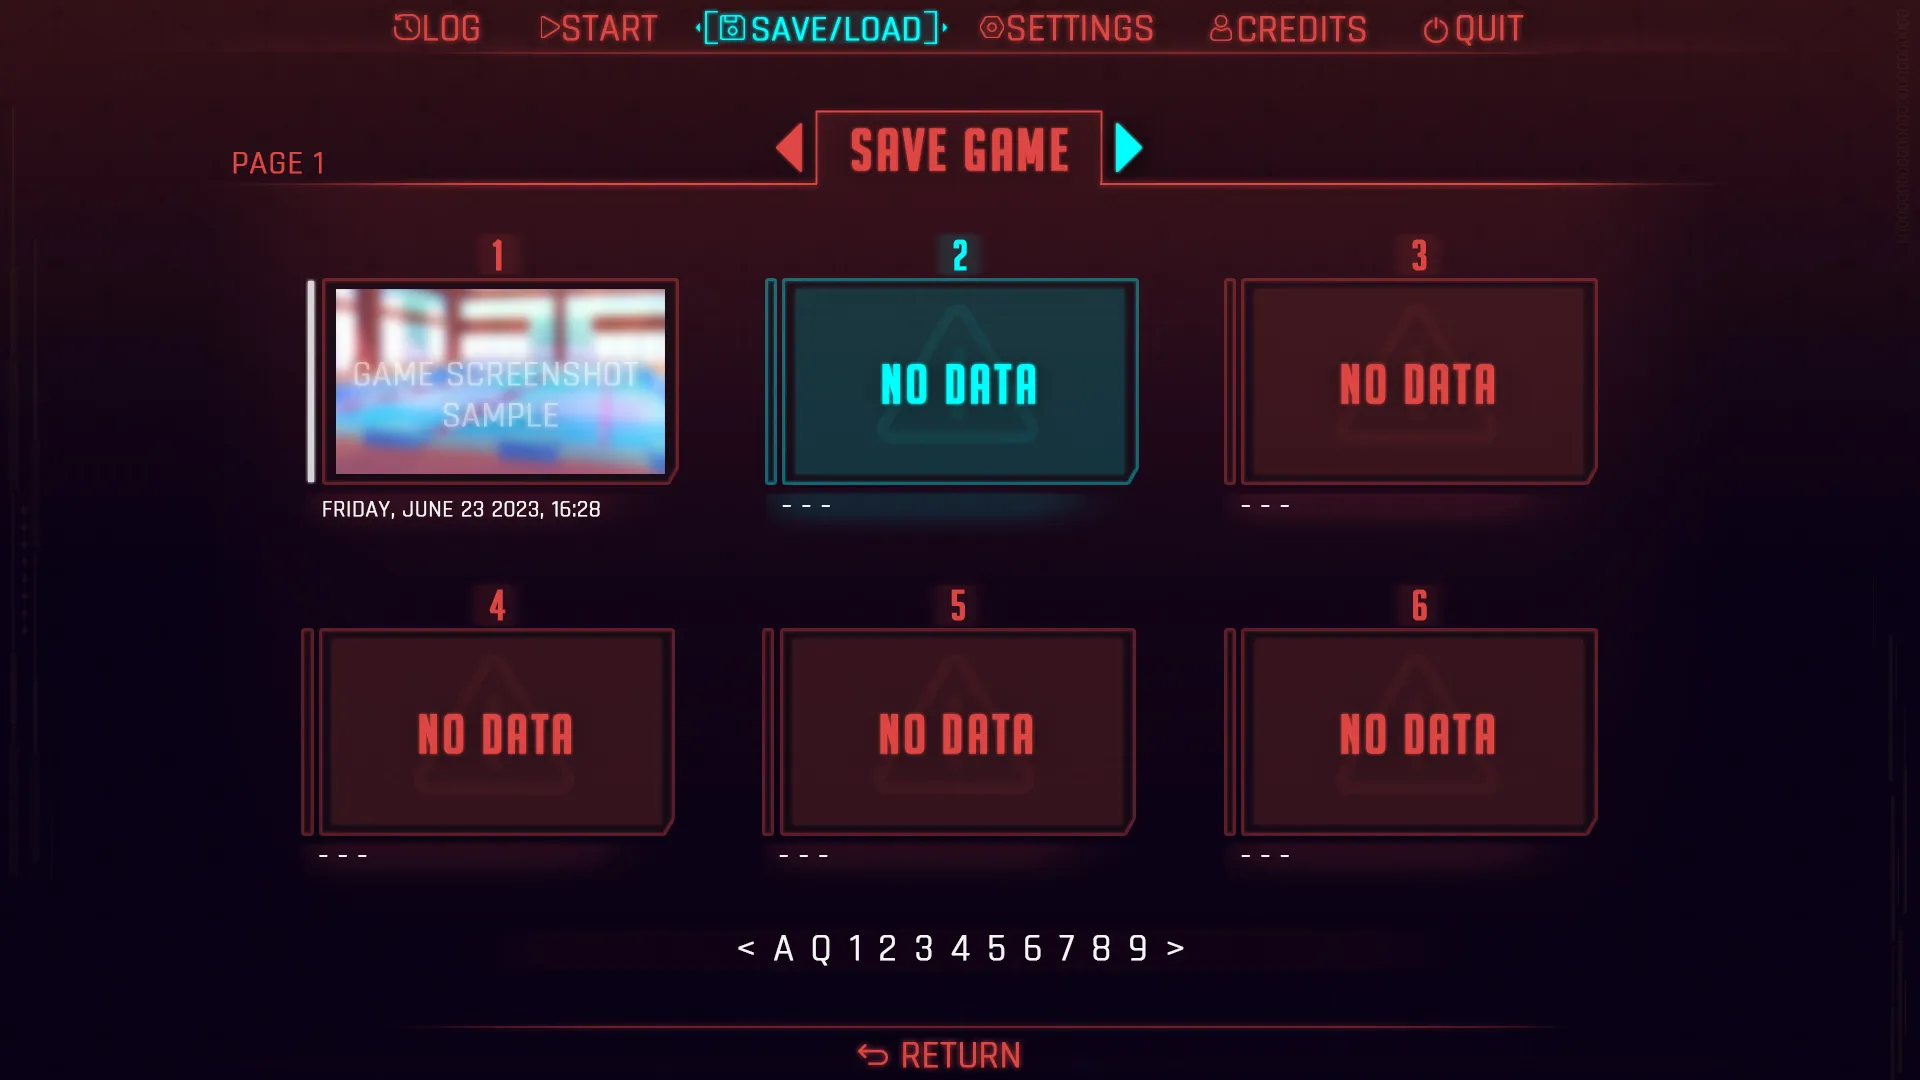 LOG START SAVE/LOAD SETTINGS CREDITS QUIT
PAGE 1
SAVE GAME
1 2 3
GAME SCREENSHOT
SAMPLE
NO DATA NO DATA
FRIDAY, JUNE 23 2023, 16:28 --- ---
4 5 6
NO DATA NO DATA NO DATA
--- --- ---
< A Q 1 2 3 4 5 6 7 8 9 >
RETURN